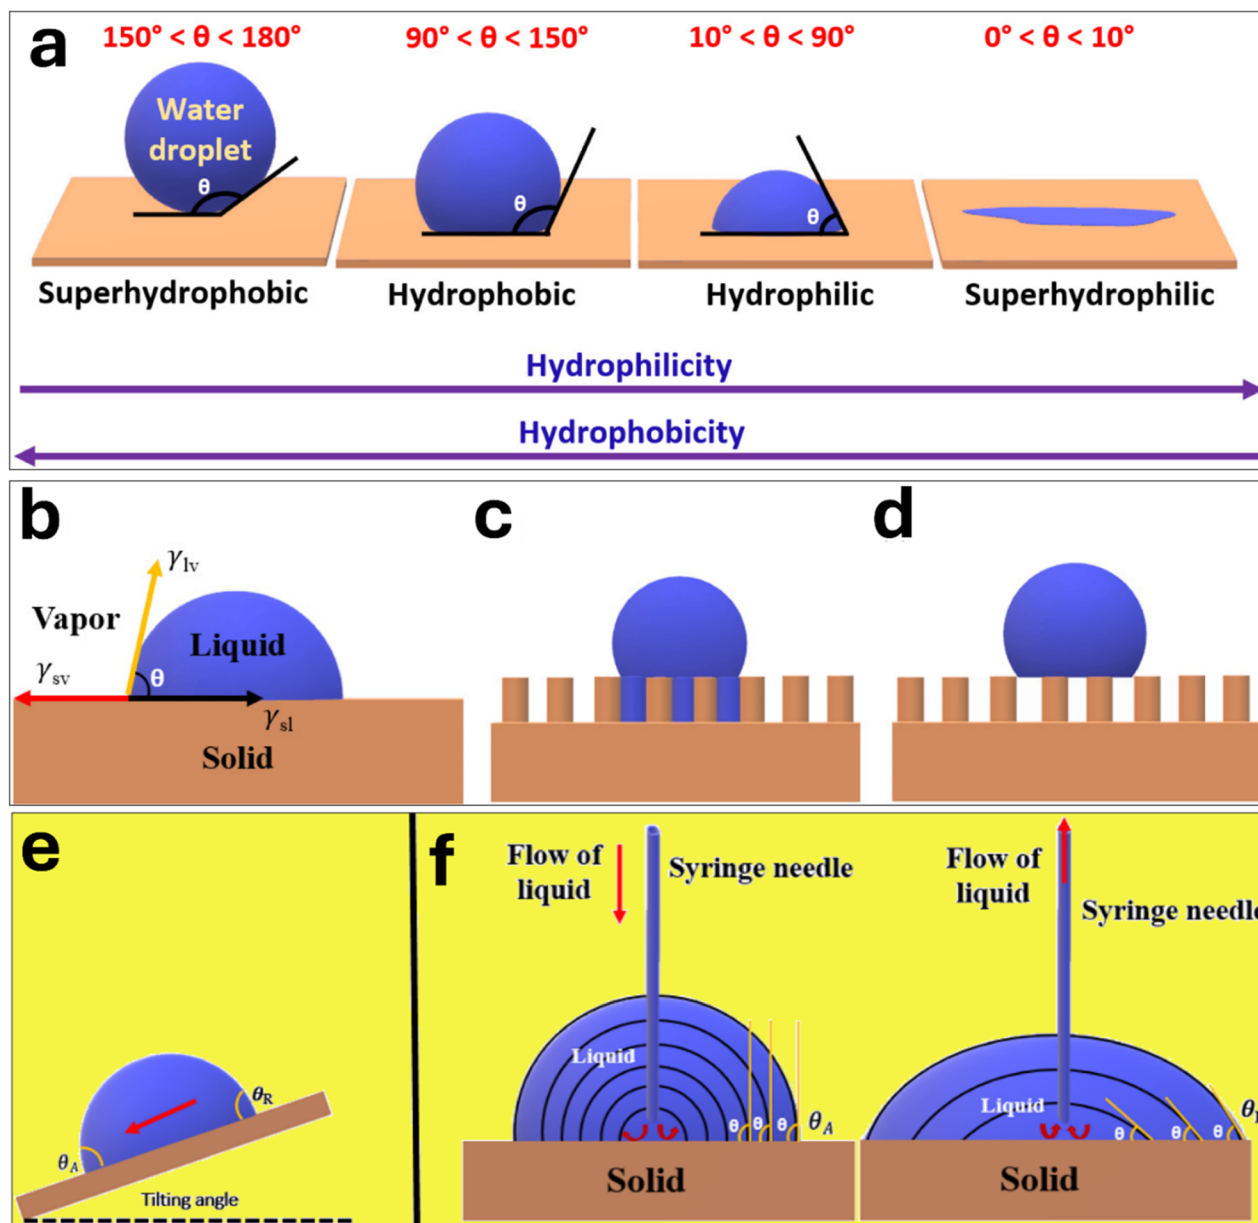 a
150° < θ < 180°
90° < θ < 150°
10° < θ < 90°
0° < θ < 10°
Water
droplet
θ
θ
θ
Superhydrophobic
Hydrophobic
Hydrophilic
Superhydrophilic
Hydrophilicity
Hydrophobicity
b
γlv
Vapor
Liquid
γsv
θ
γsl
Solid
c
d
e
θR
θA
Tilting angle
f
Flow of
liquid
Syringe needle
Liquid
θ θ θ θA
Solid
Flow of
liquid
Syringe needle
Liquid
θ θ θ
Solid